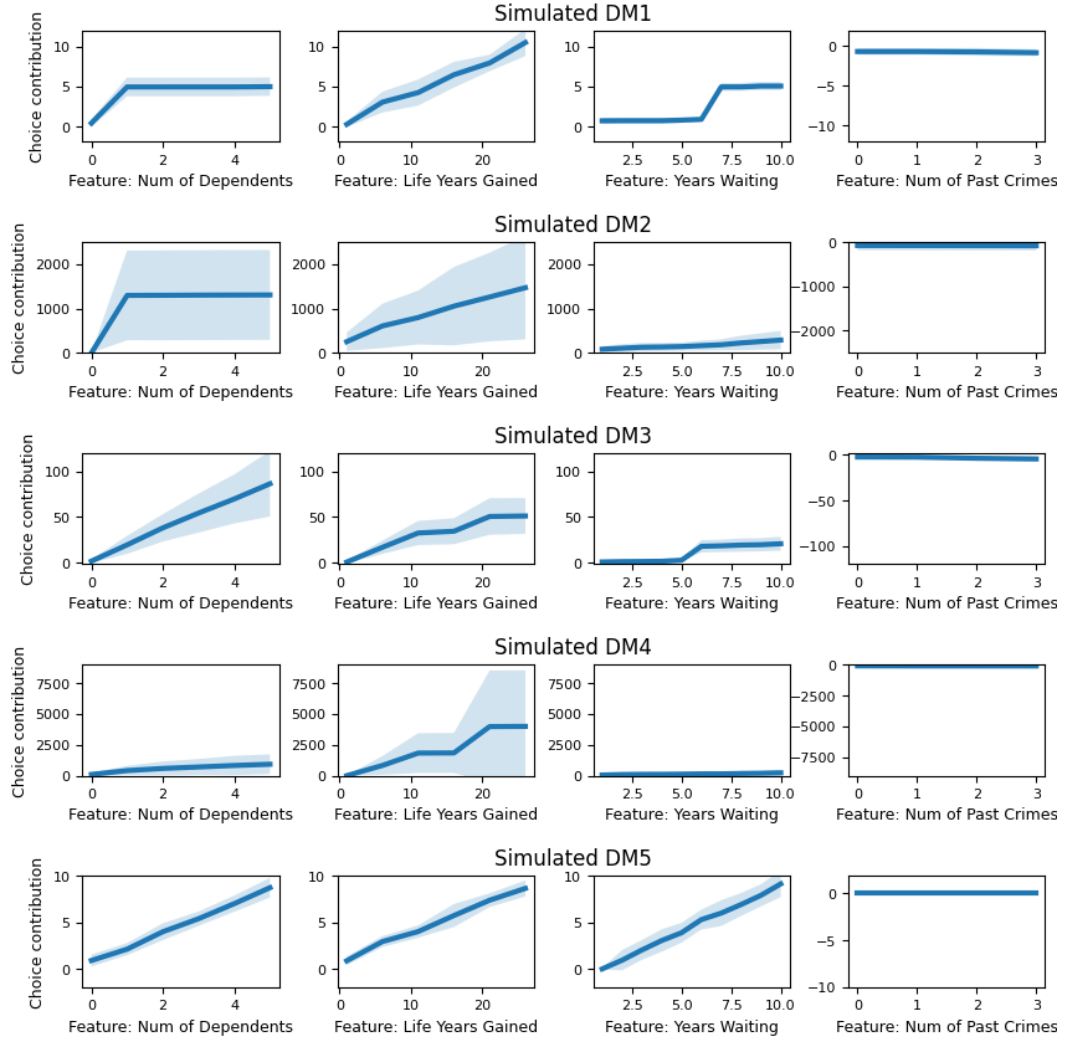 Simulated DM1
Choice contribution
10
5
0
0 2 4
Feature: Num of Dependents
10
5
0
0 10 20
Feature: Life Years Gained
10
5
0
2.5 5.0 7.5 10.0
Feature: Years Waiting
0
−5
−10
0 1 2 3
Feature: Num of Past Crimes
Simulated DM2
Choice contribution
2000
1000
0
0 2 4
Feature: Num of Dependents
2000
1000
0
0 10 20
Feature: Life Years Gained
2000
1000
0
2.5 5.0 7.5 10.0
Feature: Years Waiting
0
−1000
−2000
0 1 2 3
Feature: Num of Past Crimes
Simulated DM3
Choice contribution
100
50
0
0 2 4
Feature: Num of Dependents
100
50
0
0 10 20
Feature: Life Years Gained
100
50
0
2.5 5.0 7.5 10.0
Feature: Years Waiting
0
−50
−100
0 1 2 3
Feature: Num of Past Crimes
Simulated DM4
Choice contribution
7500
5000
2500
0
0 2 4
Feature: Num of Dependents
7500
5000
2500
0
0 10 20
Feature: Life Years Gained
7500
5000
2500
0
2.5 5.0 7.5 10.0
Feature: Years Waiting
0
−2500
−5000
−7500
0 1 2 3
Feature: Num of Past Crimes
Simulated DM5
Choice contribution
10
5
0
0 2 4
Feature: Num of Dependents
10
5
0
0 10 20
Feature: Life Years Gained
10
5
0
2.5 5.0 7.5 10.0
Feature: Years Waiting
0
−5
−10
0 1 2 3
Feature: Num of Past Crimes